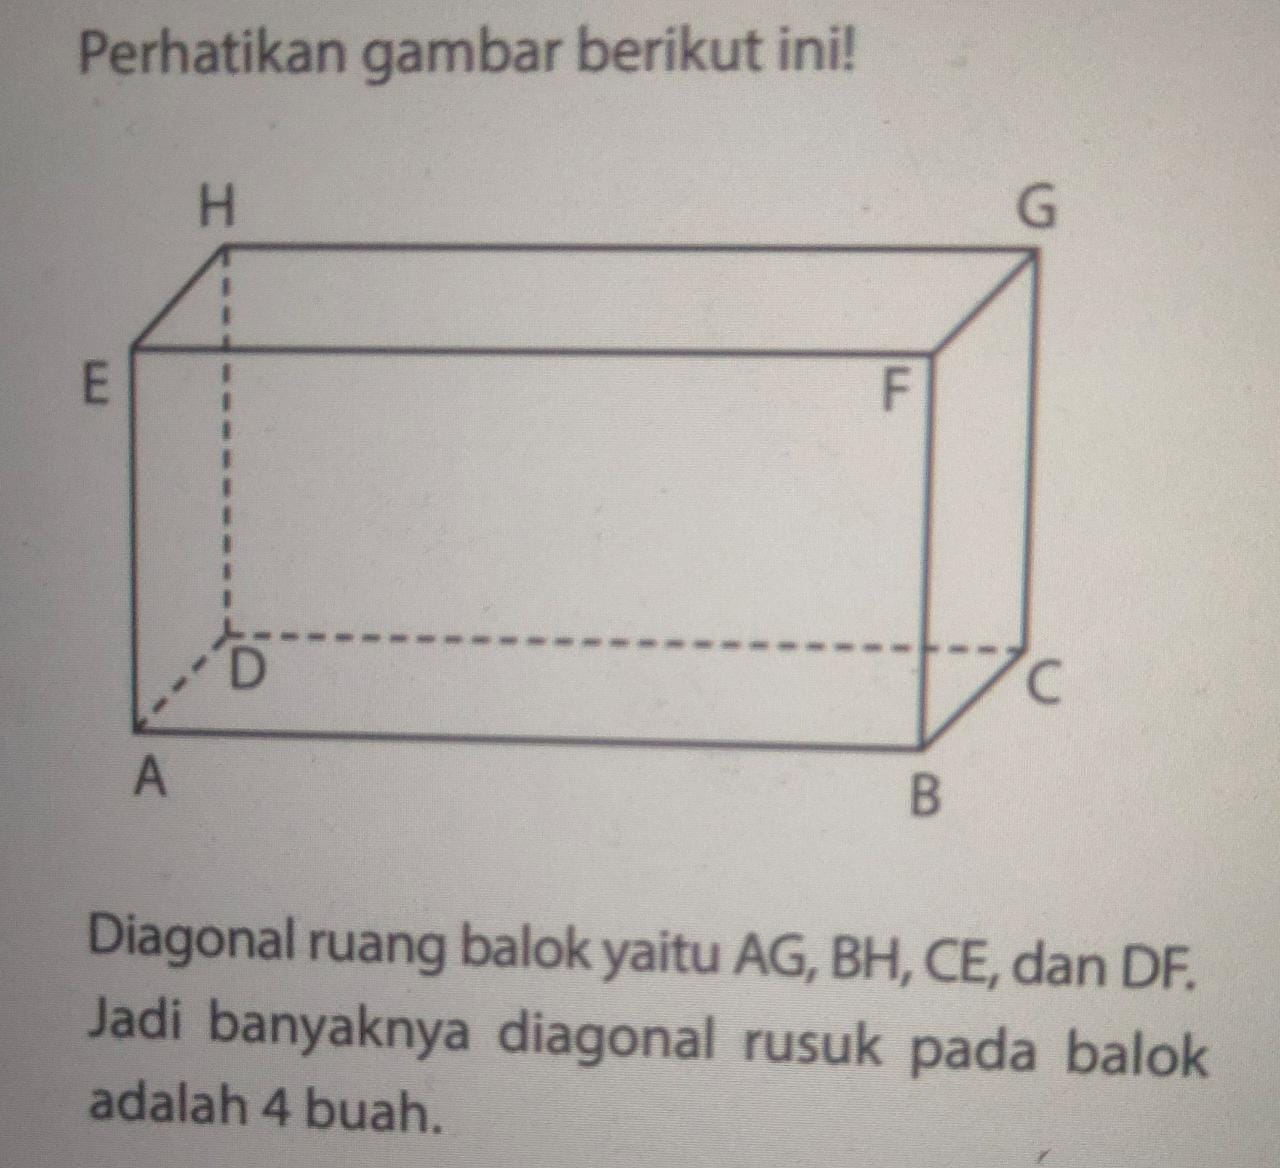 Perhatikan gambar berikut ini!
H G
E F
D C
A B
Diagonal ruang balok yaitu AG, BH, CE, dan DF.
Jadi banyaknya diagonal rusuk pada balok
adalah 4 buah.